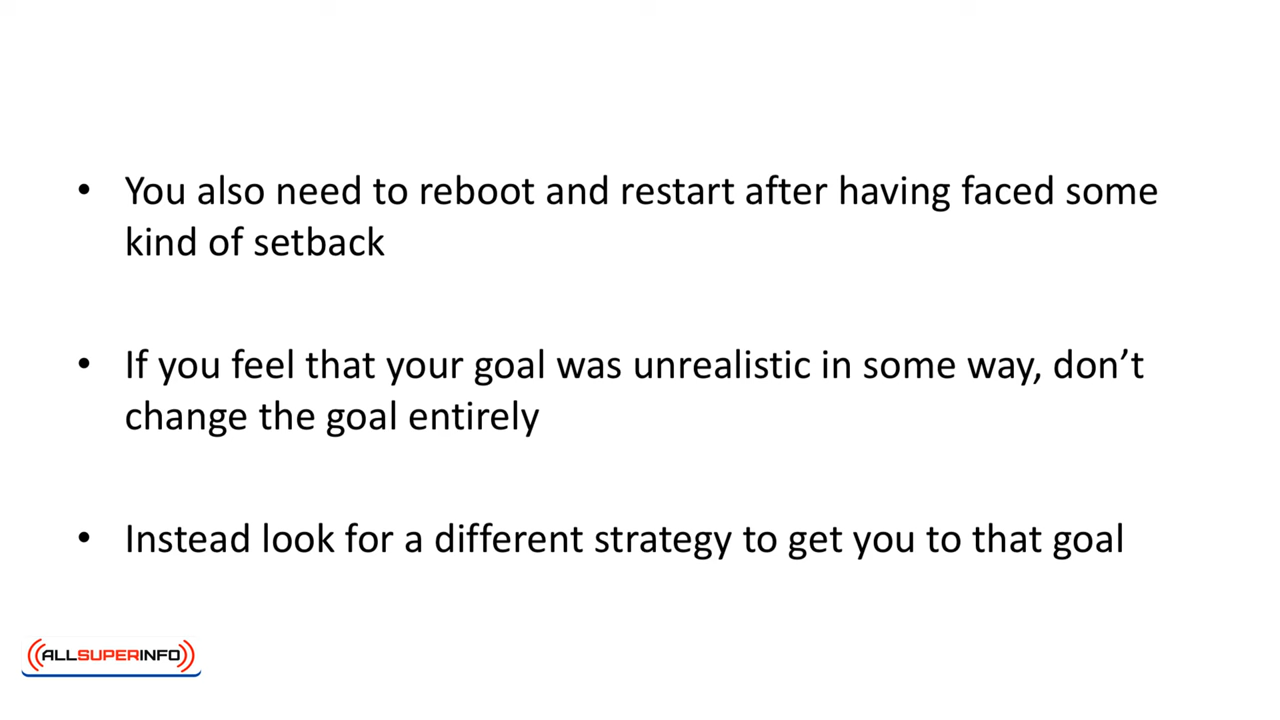 • You also need to reboot and restart after having faced some
kind of setback
• If you feel that your goal was unrealistic in some way, don’t
change the goal entirely
• Instead look for a different strategy to get you to that goal
((ALLSUPERINFO))